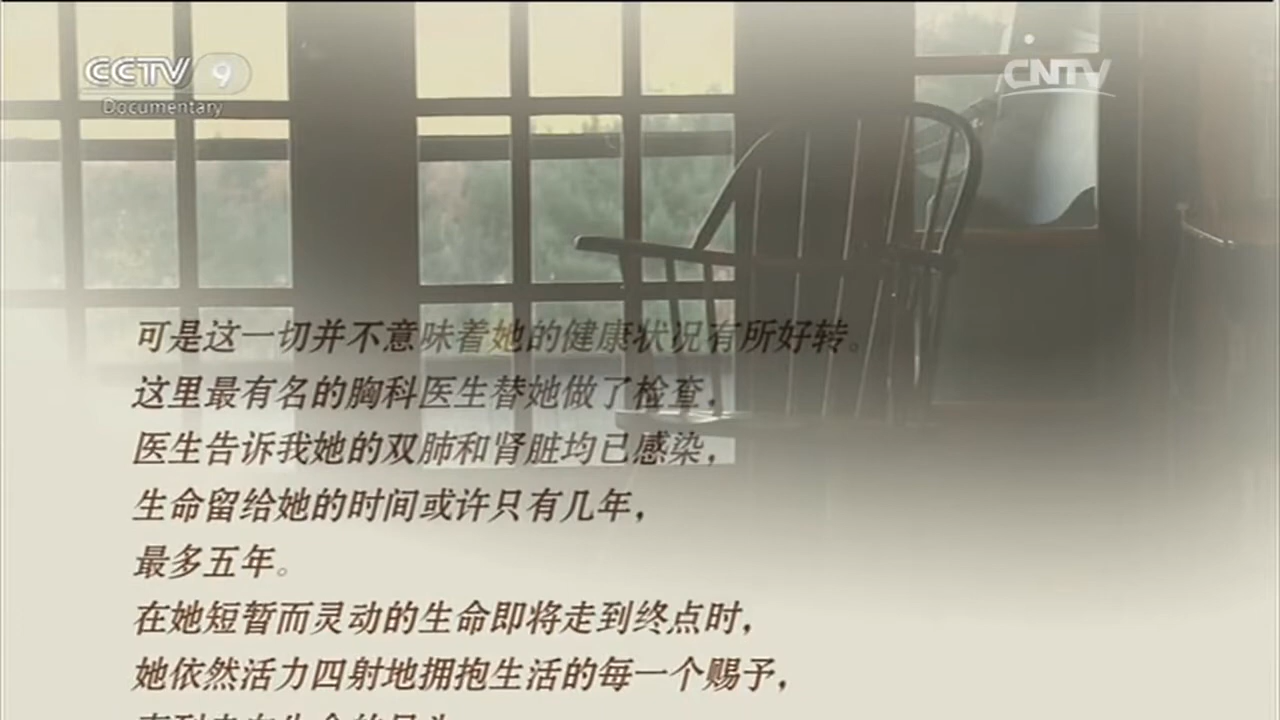 CCTV 9
Documentary
CNTV
可是这一切并不意味着她的健康状况有所好转。
这里最有名的胸科医生替她做了检查，
医生告诉我她的双肺和肾脏均已感染，
生命留给她的时间或许只有几年，
最多五年。
在她短暂而灵动的生命即将走到终点时，
她依然活力四射地拥抱生活的每一个赐予，